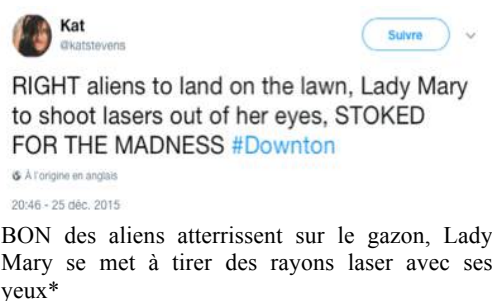 Kat
@katstevens
Suivre
RIGHT aliens to land on the lawn, Lady Mary
to shoot lasers out of her eyes, STOKED
FOR THE MADNESS #Downton
À l'origine en anglais
20:46 - 25 déc. 2015
BON des aliens atterrissent sur le gazon, Lady
Mary se met à tirer des rayons laser avec ses
yeux*